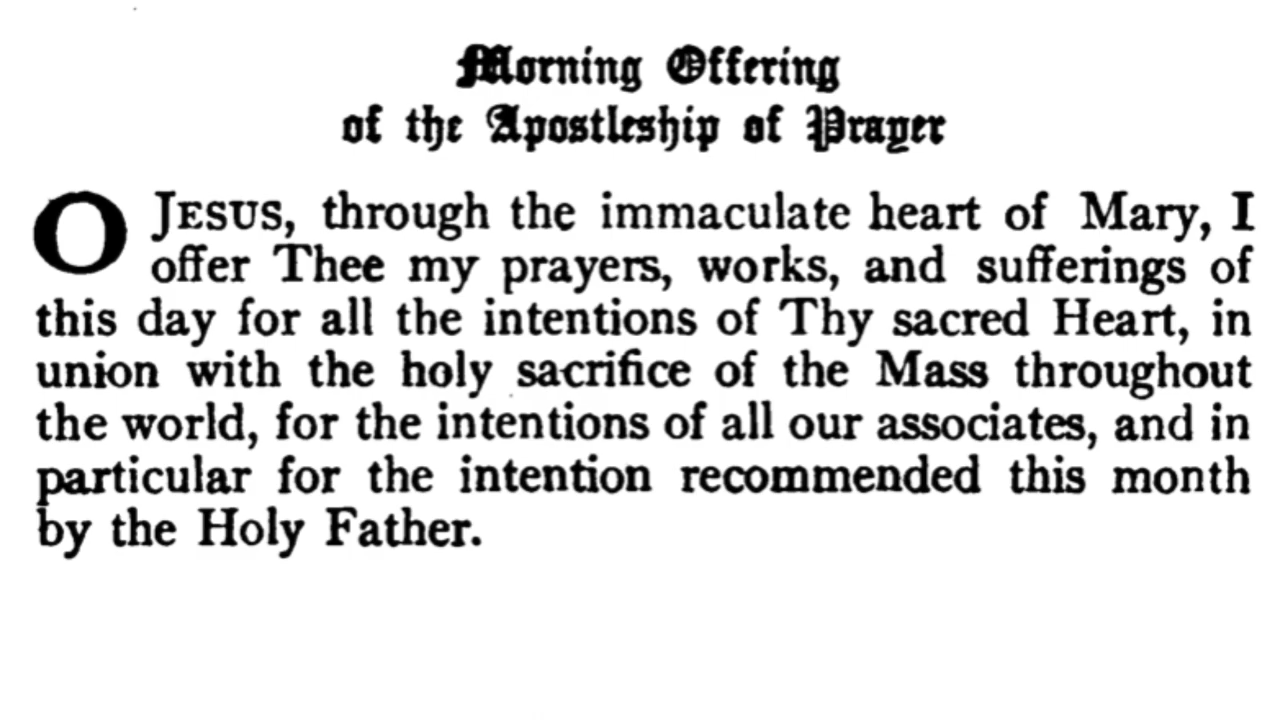 Morning Offering
of the Apostleship of Prayer
O JESUS, through the immaculate heart of Mary, I
offer Thee my prayers, works, and sufferings of
this day for all the intentions of Thy sacred Heart, in
union with the holy sacrifice of the Mass throughout
the world, for the intentions of all our associates, and in
particular for the intention recommended this month
by the Holy Father.